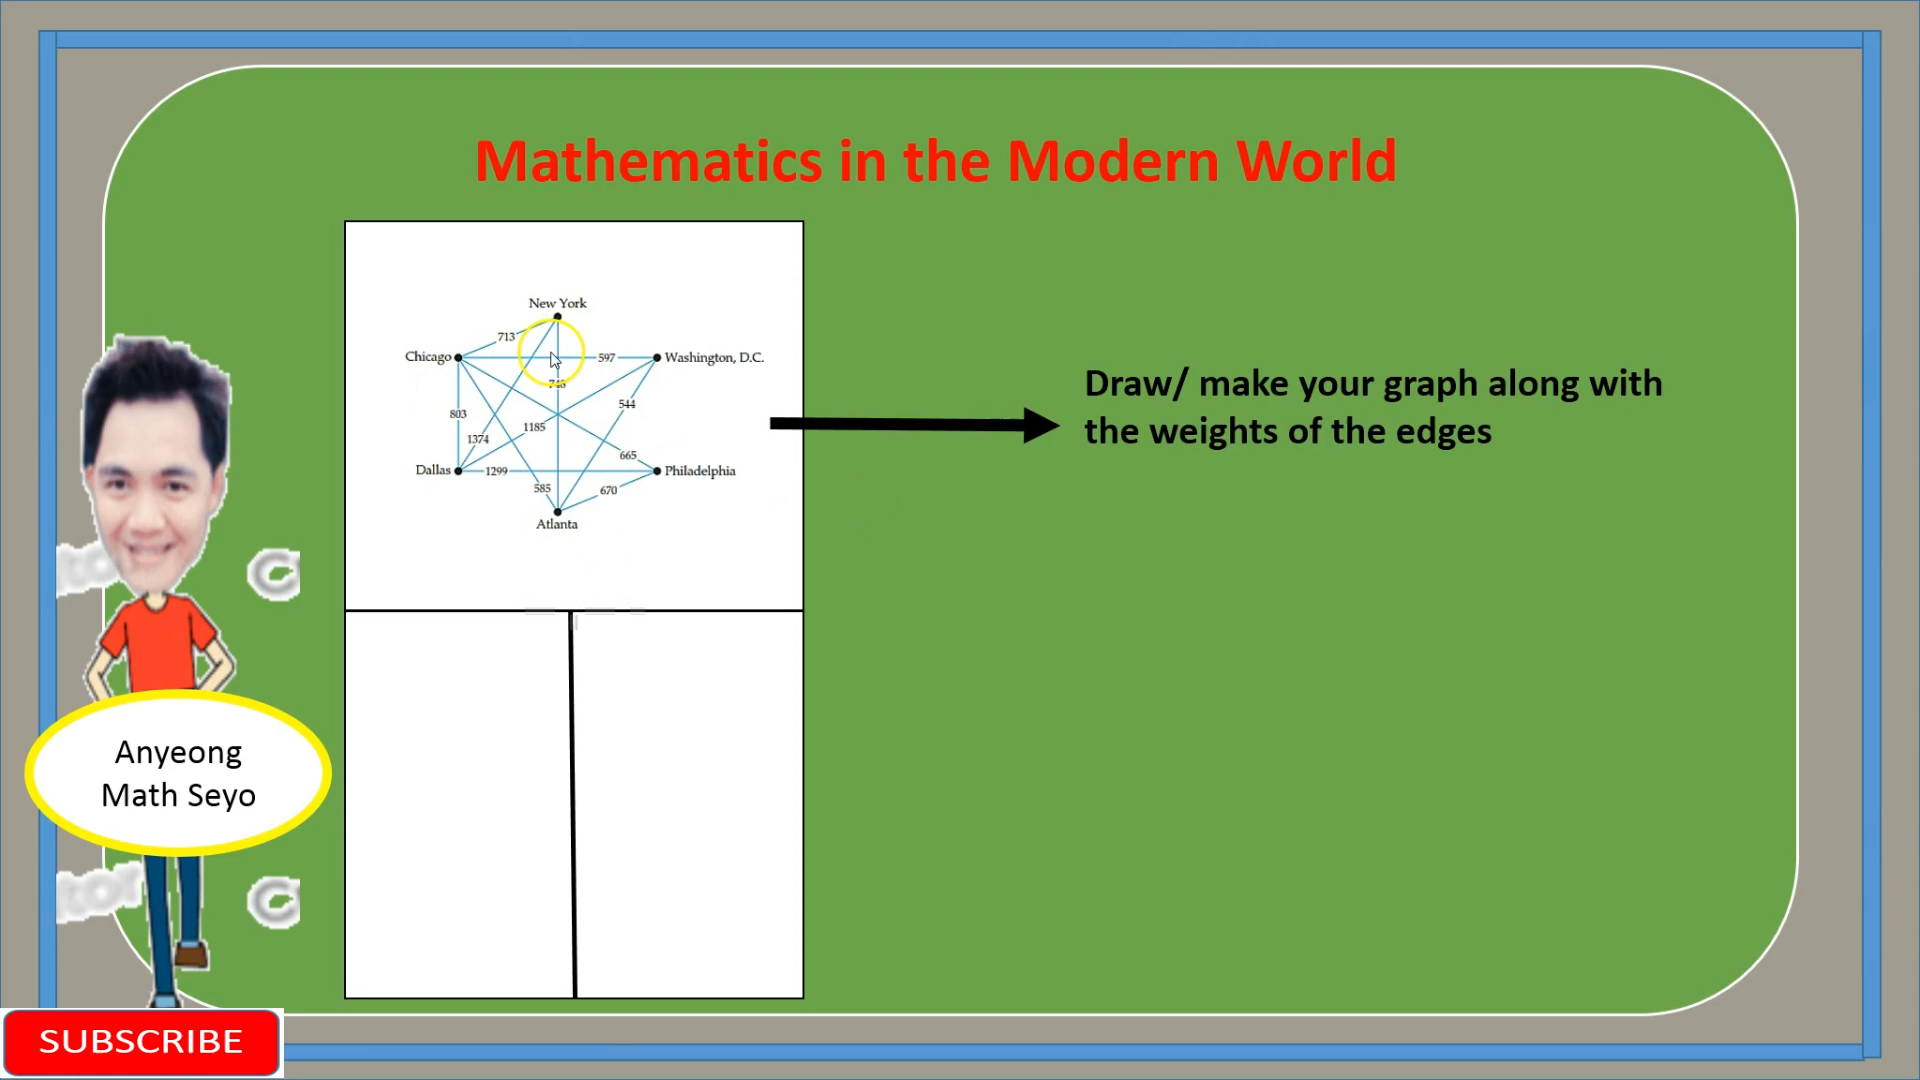 Mathematics in the Modern World
New York
713
Chicago
597
Washington, D.C.
544
803
1185
1374
665
Dallas
1299
Philadelphia
585
670
Atlanta
Draw/ make your graph along with
the weights of the edges
Anyeong
Math Seyo
SUBSCRIBE